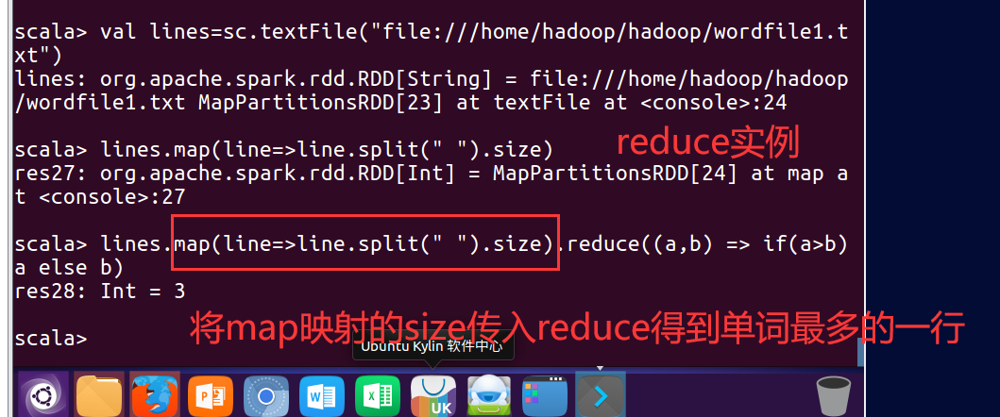 scala> val lines=sc.textFile("file:///home/hadoop/hadoop/wordfile1.t
xt")
lines: org.apache.spark.rdd.RDD[String] = file:///home/hadoop/hadoop
/wordfile1.txt MapPartitionsRDD[23] at textFile at <console>:24
reduce实例
scala> lines.map(line=>line.split(" ").size)
res27: org.apache.spark.rdd.RDD[Int] = MapPartitionsRDD[24] at map a
t <console>:27
scala> lines.map(line=>line.split(" ").size).reduce((a,b) => if(a>b)
a else b)
res28: Int = 3
将map映射的size传入reduce得到单词最多的一行
scala>
Ubuntu Kylin 软件中心
P
W
X
UK